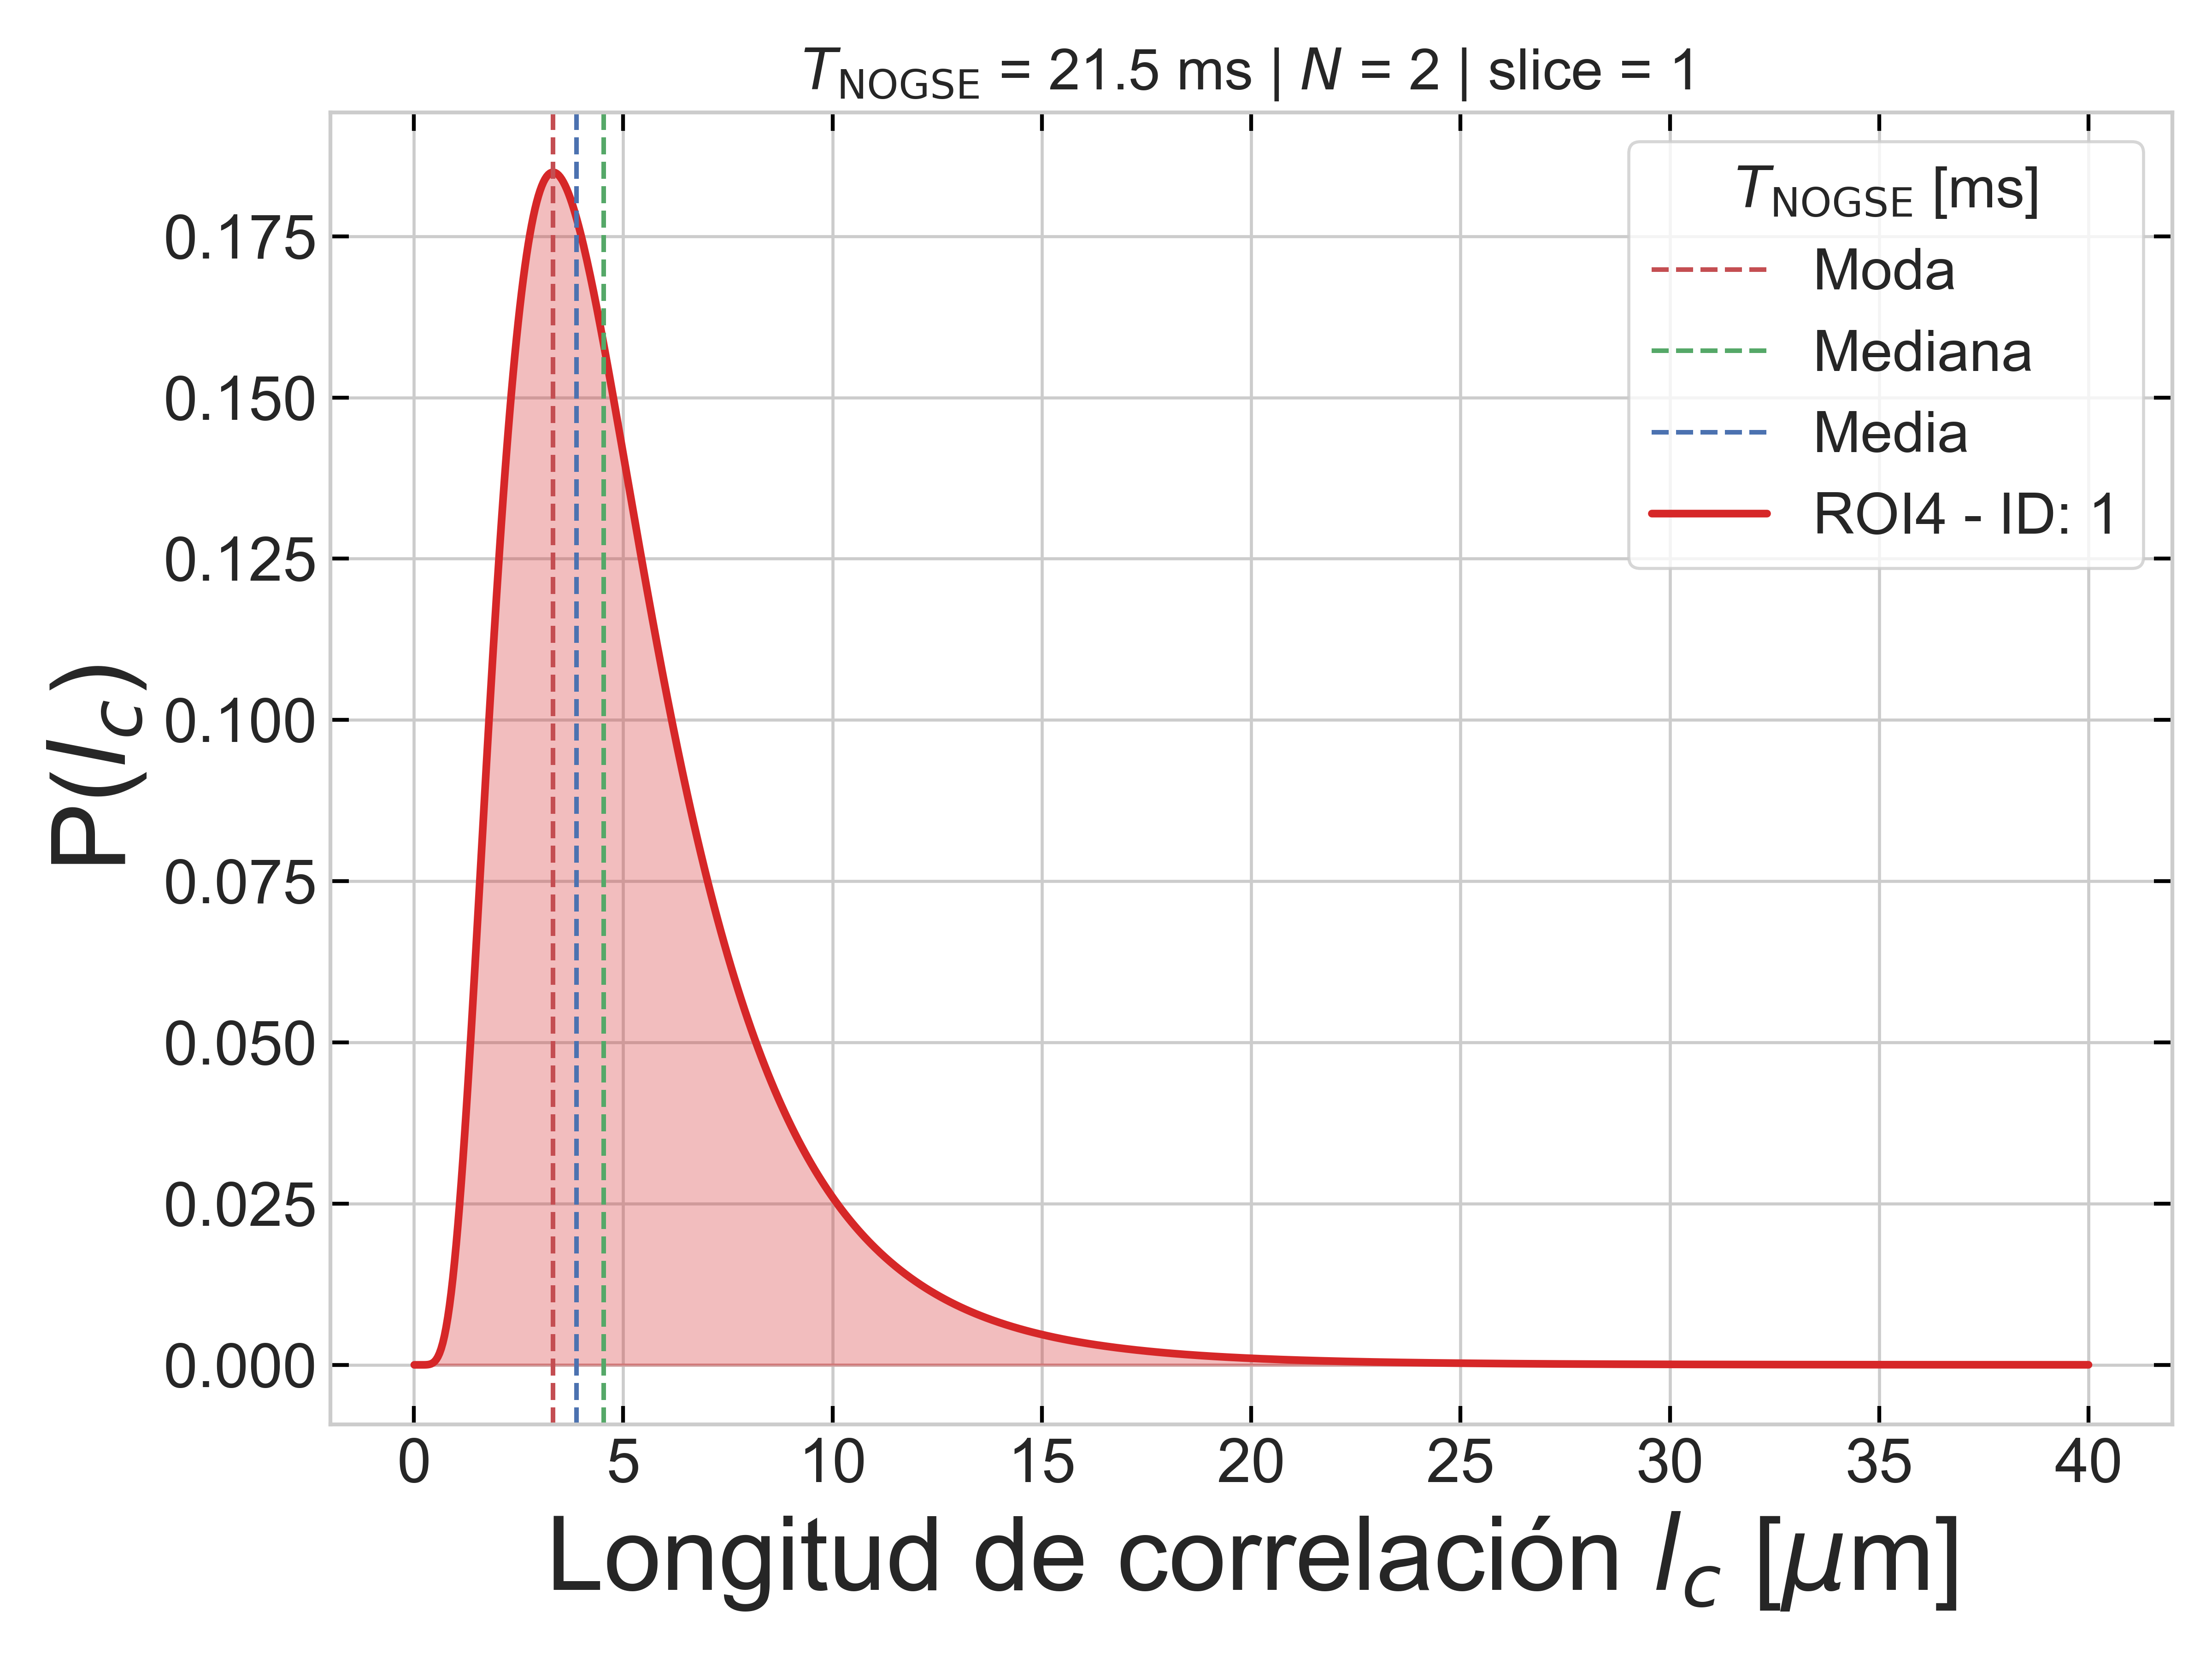 T_NOGSE = 21.5 ms | N = 2 | slice = 1
T_NOGSE [ms]
Moda
Mediana
Media
ROI4 - ID: 1
P(l_c)
0.175
0.150
0.125
0.100
0.075
0.050
0.025
0.000
0 5 10 15 20 25 30 35 40
Longitud de correlación l_c [μm]